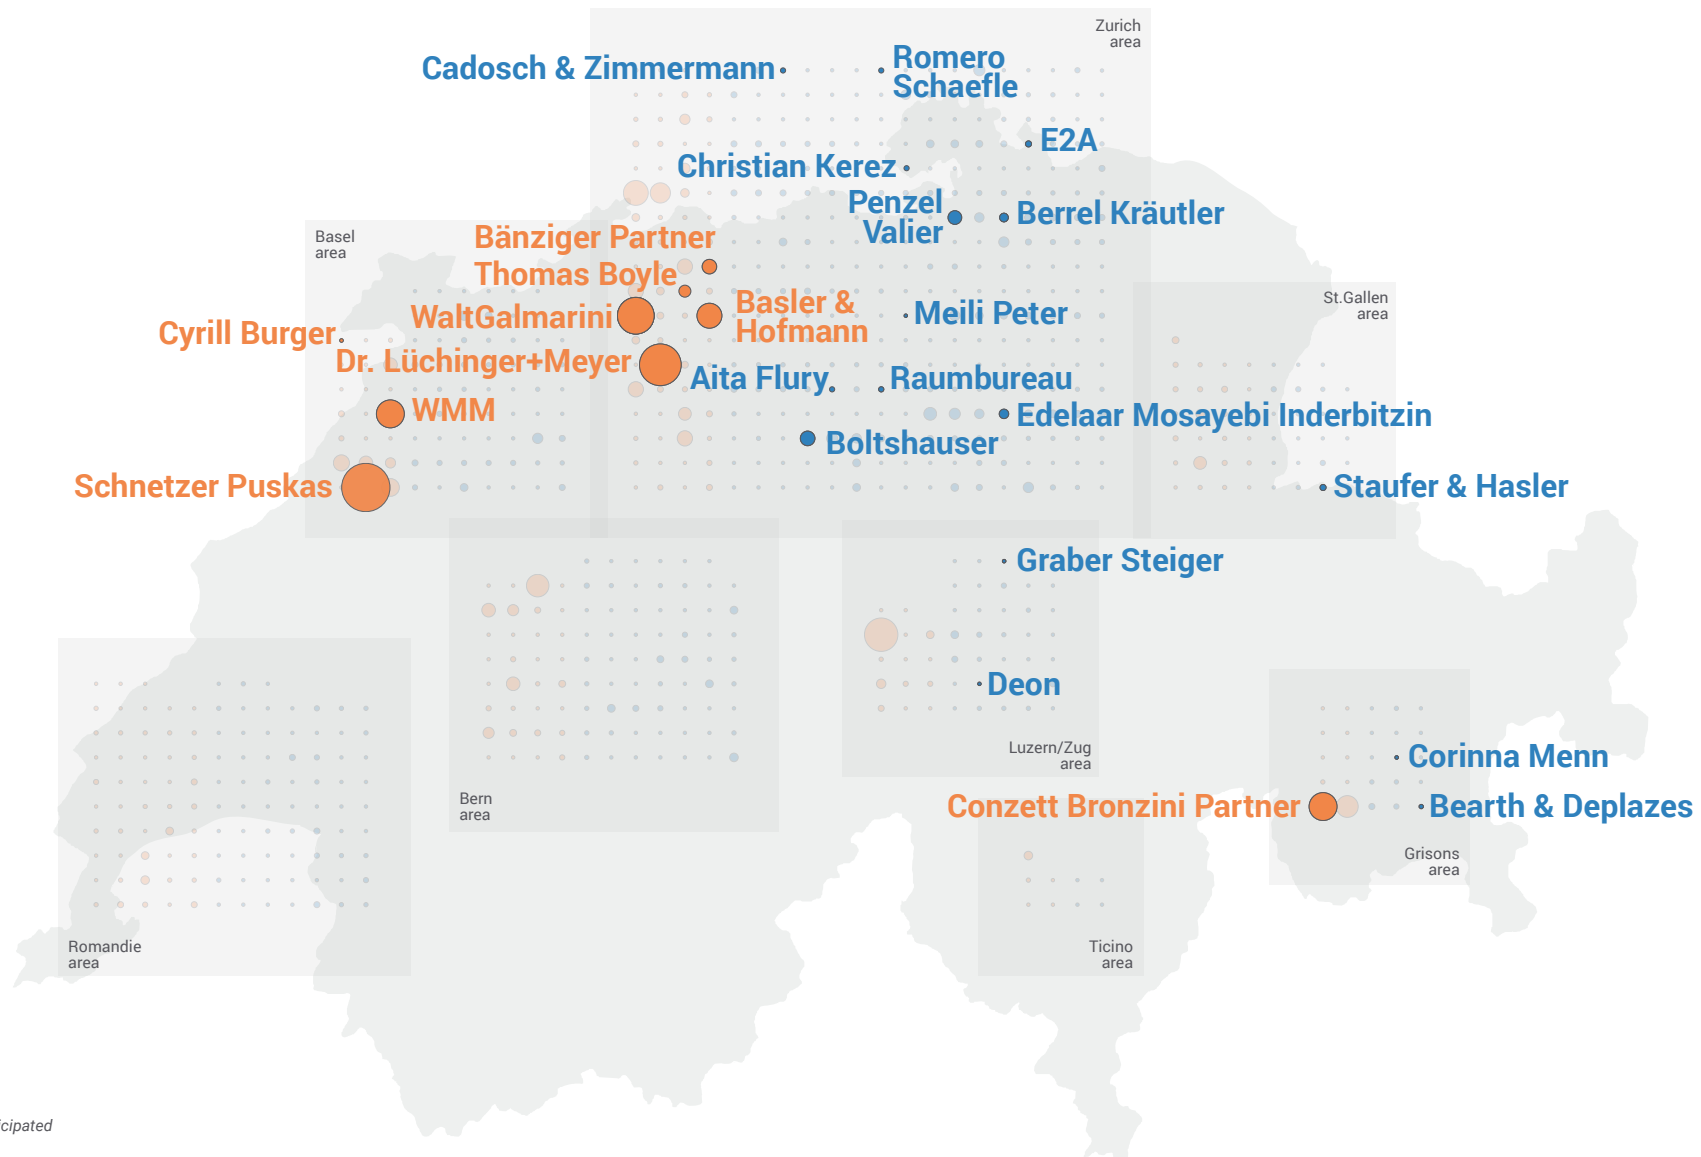 Zurich
area
Cadosch & Zimmermann
Romero
Schaefle
E2A
Christian Kerez
Penzel
Valier
Berrel Kräutler
Basel
area
Bänziger Partner
Thomas Boyle
WaltGalmarini
Basler &
Hofmann
Meili Peter
St.Gallen
area
Cyrill Burger
Dr. Lüchinger+Meyer
Aita Flury
Raumbureau
WMM
Edelaar Mosayebi Inderbitzin
Boltshauser
Schnetzer Puskas
Staufer & Hasler
Graber Steiger
Deon
Luzern/Zug
area
Corinna Menn
Bern
area
Conzett Bronzini Partner
Bearth & Deplazes
Grisons
area
Romandie
area
Ticino
area
cipated